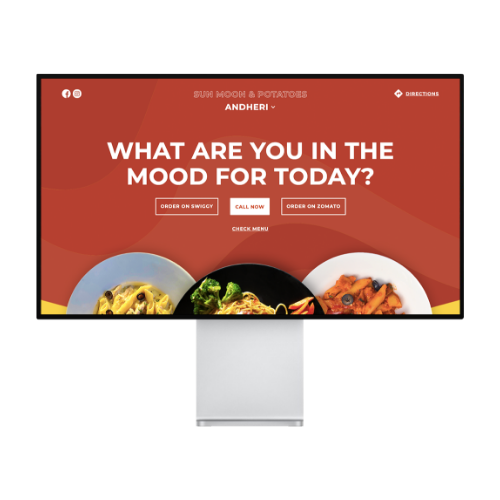 SUN MOON & POTATOES
DIRECTIONS
ANDHERI
WHAT ARE YOU IN THE
MOOD FOR TODAY?
ORDER ON SWIGGY
CALL NOW
ORDER ON ZOMATO
CHECK MENU